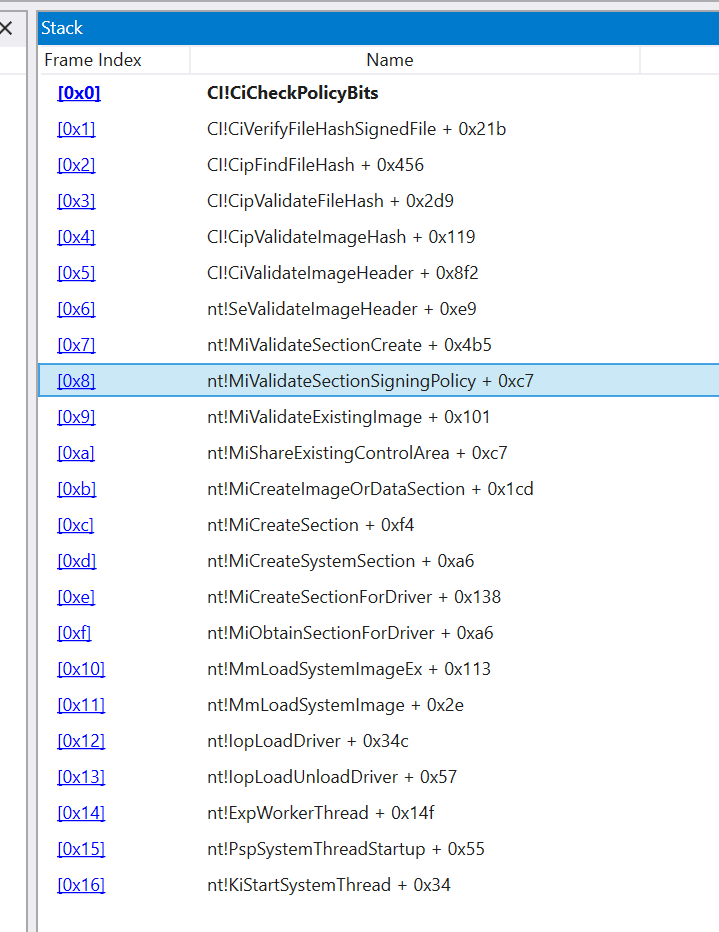 Stack
Frame Index Name
[0x0] CI!CiCheckPolicyBits
[0x1] CI!CiVerifyFileHashSignedFile + 0x21b
[0x2] CI!CipFindFileHash + 0x456
[0x3] CI!CipValidateFileHash + 0x2d9
[0x4] CI!CipValidateImageHash + 0x119
[0x5] CI!CiValidateImageHeader + 0x8f2
[0x6] nt!SeValidateImageHeader + 0xe9
[0x7] nt!MiValidateSectionCreate + 0x4b5
[0x8] nt!MiValidateSectionSigningPolicy + 0xc7
[0x9] nt!MiValidateExistingImage + 0x101
[0xa] nt!MiShareExistingControlArea + 0xc7
[0xb] nt!MiCreateImageOrDataSection + 0x1cd
[0xc] nt!MiCreateSection + 0xf4
[0xd] nt!MiCreateSystemSection + 0xa6
[0xe] nt!MiCreateSectionForDriver + 0x138
[0xf] nt!MiObtainSectionForDriver + 0xa6
[0x10] nt!MmLoadSystemImageEx + 0x113
[0x11] nt!MmLoadSystemImage + 0x2e
[0x12] nt!IopLoadDriver + 0x34c
[0x13] nt!IopLoadUnloadDriver + 0x57
[0x14] nt!ExpWorkerThread + 0x14f
[0x15] nt!PspSystemThreadStartup + 0x55
[0x16] nt!KiStartSystemThread + 0x34